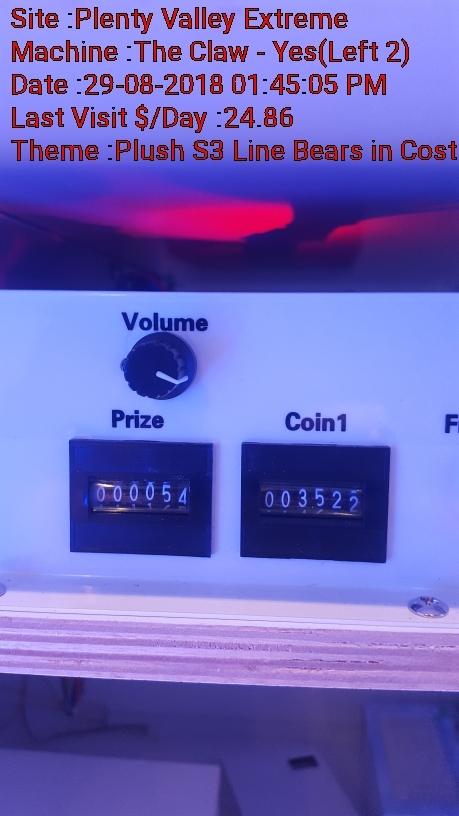 Site :Plenty Valley Extreme
Machine :The Claw - Yes(Left 2)
Date :29-08-2018 01:45:05 PM
Last Visit $/Day :24.86
Theme :Plush S3 Line Bears in Cost
Volume
Prize
Coin1
000054
003522